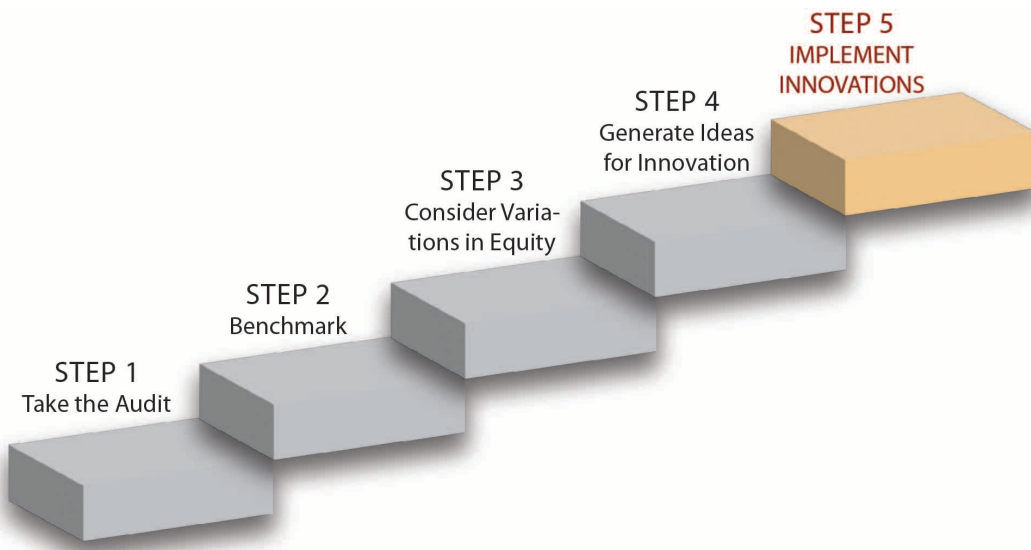 STEP 1
Take the Audit
STEP 2
Benchmark
STEP 3
Consider Varia-
tions in Equity
STEP 4
Generate Ideas
for Innovation
STEP 5
IMPLEMENT
INNOVATIONS